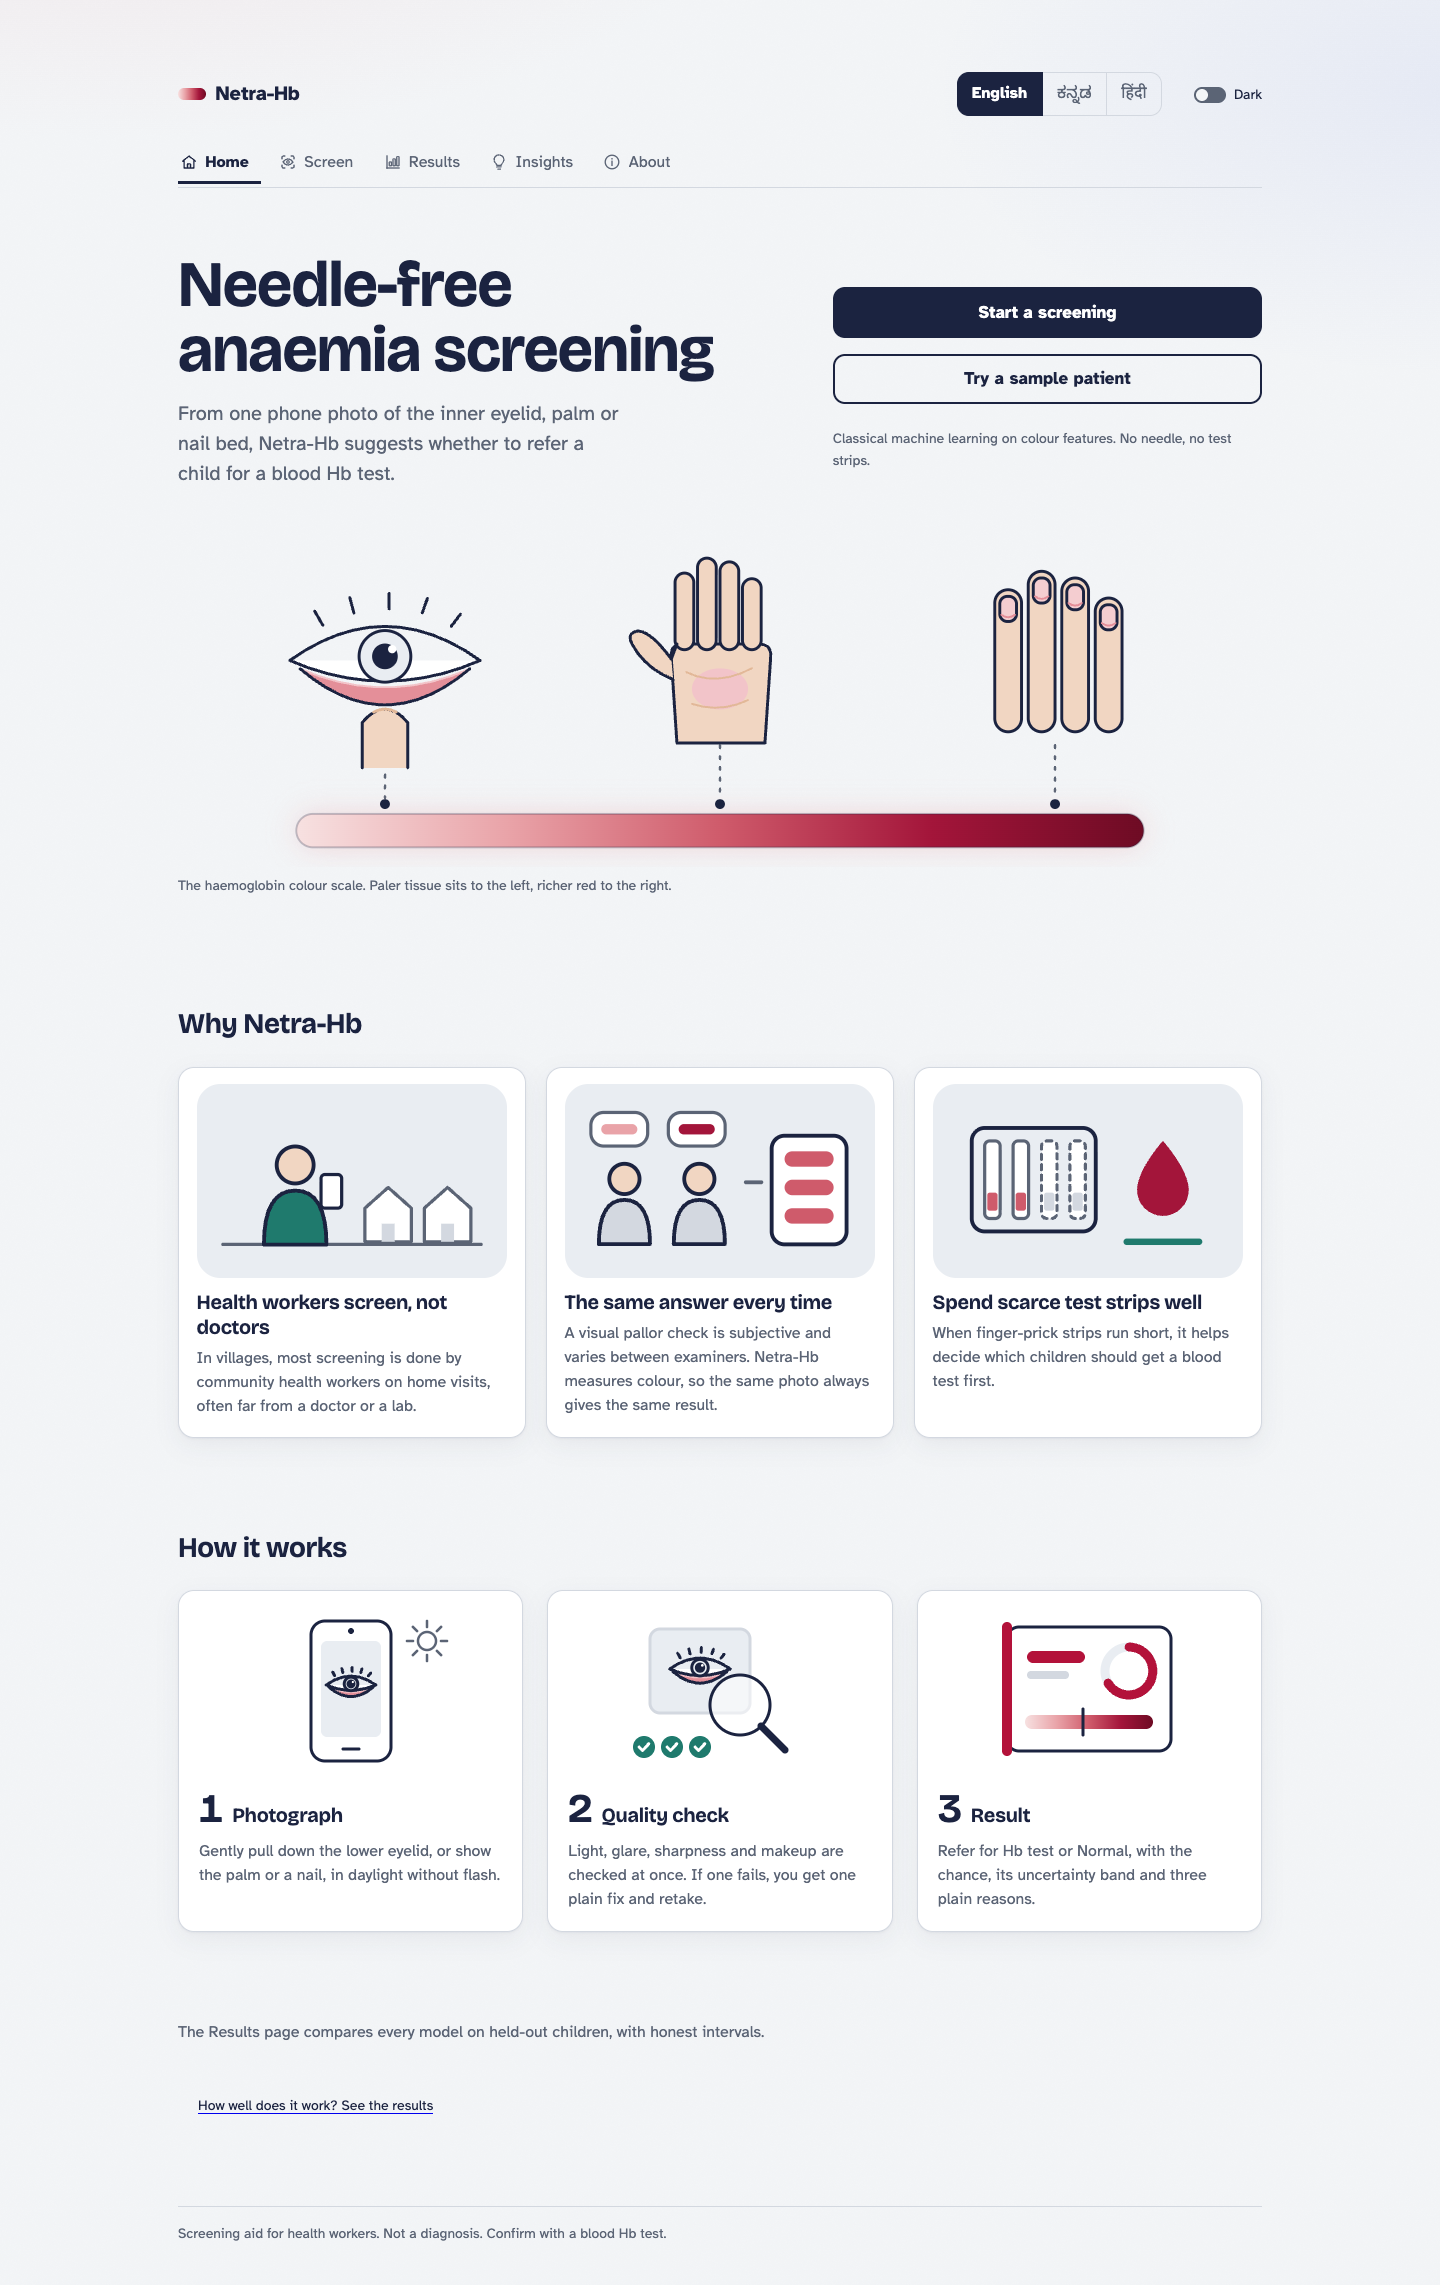 Netra-Hb
English
ಕನ್ನಡ
हिंदी
Dark
Home
Screen
Results
Insights
About
Needle-free
anaemia screening
From one phone photo of the inner eyelid, palm or
nail bed, Netra-Hb suggests whether to refer a
child for a blood Hb test.
Start a screening
Try a sample patient
Classical machine learning on colour features. No needle, no test
strips.
The haemoglobin colour scale. Paler tissue sits to the left, richer red to the right.
Why Netra-Hb
Health workers screen, not
doctors
In villages, most screening is done by
community health workers on home visits,
often far from a doctor or a lab.
The same answer every time
A visual pallor check is subjective and
varies between examiners. Netra-Hb
measures colour, so the same photo always
gives the same result.
Spend scarce test strips well
When finger-prick strips run short, it helps
decide which children should get a blood
test first.
How it works
1 Photograph
Gently pull down the lower eyelid, or show
the palm or a nail, in daylight without flash.
2 Quality check
Light, glare, sharpness and makeup are
checked at once. If one fails, you get one
plain fix and retake.
3 Result
Refer for Hb test or Normal, with the
chance, its uncertainty band and three
plain reasons.
The Results page compares every model on held-out children, with honest intervals.
How well does it work? See the results
Screening aid for health workers. Not a diagnosis. Confirm with a blood Hb test.